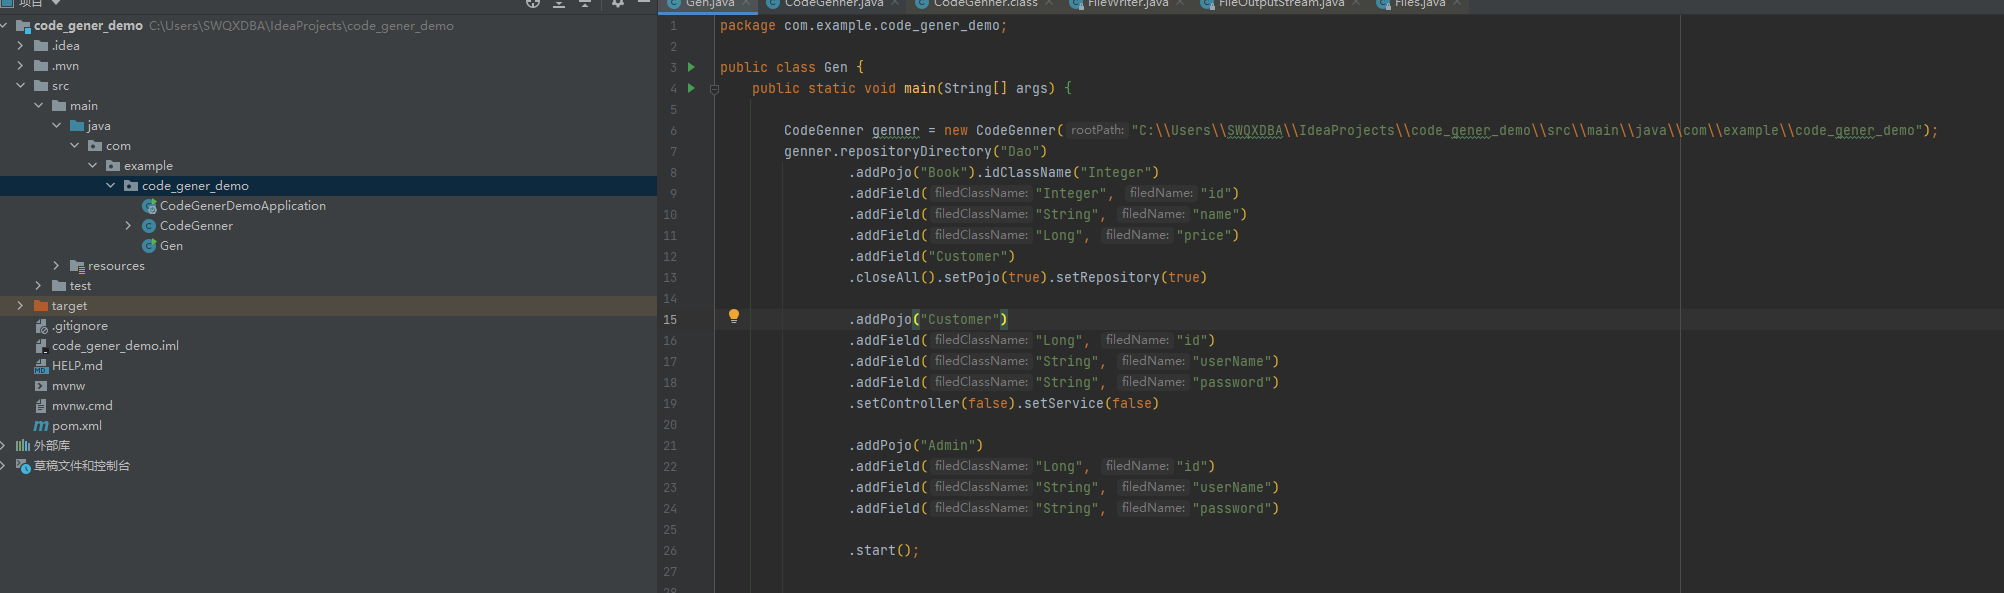 项目
code_gener_demo C:\Users\SWQXDBA\IdeaProjects\code_gener_demo
.idea
.mvn
src
main
java
com
example
code_gener_demo
CodeGenerDemoApplication
CodeGenner
Gen
resources
test
target
.gitignore
code_gener_demo.iml
HELP.md
mvnw
mvnw.cmd
pom.xml
外部库
草稿文件和控制台
Gen.java CodeGenner.java CodeGenner.class FileWriter.java FileOutputStream.java Files.java
1 package com.example.code_gener_demo;
2
3 public class Gen {
4 public static void main(String[] args) {
5
6 CodeGenner genner = new CodeGenner( rootPath: "C:\\Users\\SWQXDBA\\IdeaProjects\\code_gener_demo\\src\\main\\java\\com\\example\\code_gener_demo");
7 genner.repositoryDirectory("Dao")
8 .addPojo("Book").idClassName("Integer")
9 .addField( filedClassName: "Integer", filedName: "id")
10 .addField( filedClassName: "String", filedName: "name")
11 .addField( filedClassName: "Long", filedName: "price")
12 .addField("Customer")
13 .closeAll().setPojo(true).setRepository(true)
14
15 .addPojo("Customer")
16 .addField( filedClassName: "Long", filedName: "id")
17 .addField( filedClassName: "String", filedName: "userName")
18 .addField( filedClassName: "String", filedName: "password")
19 .setController(false).setService(false)
20
21 .addPojo("Admin")
22 .addField( filedClassName: "Long", filedName: "id")
23 .addField( filedClassName: "String", filedName: "userName")
24 .addField( filedClassName: "String", filedName: "password")
25
26 .start();
27
28